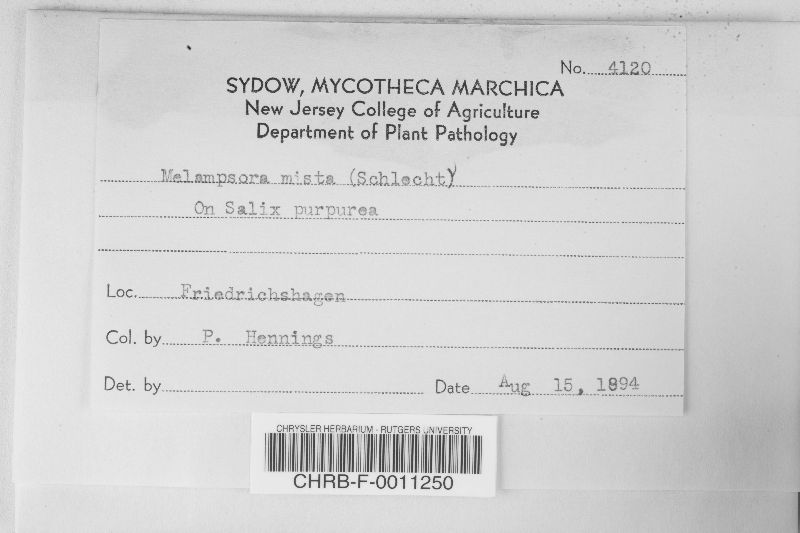 No. 4120
SYDOW, MYCOTHECA MARCHICA
New Jersey College of Agriculture
Department of Plant Pathology
Melampsora mista (Schlecht)
On Salix purpurea
Loc. Friedrichshagen
Col. by P. Hennings
Det. by Date Aug 15, 1894
CHRYSLER HERBARIUM - RUTGERS UNIVERSITY
CHRB-F-0011250